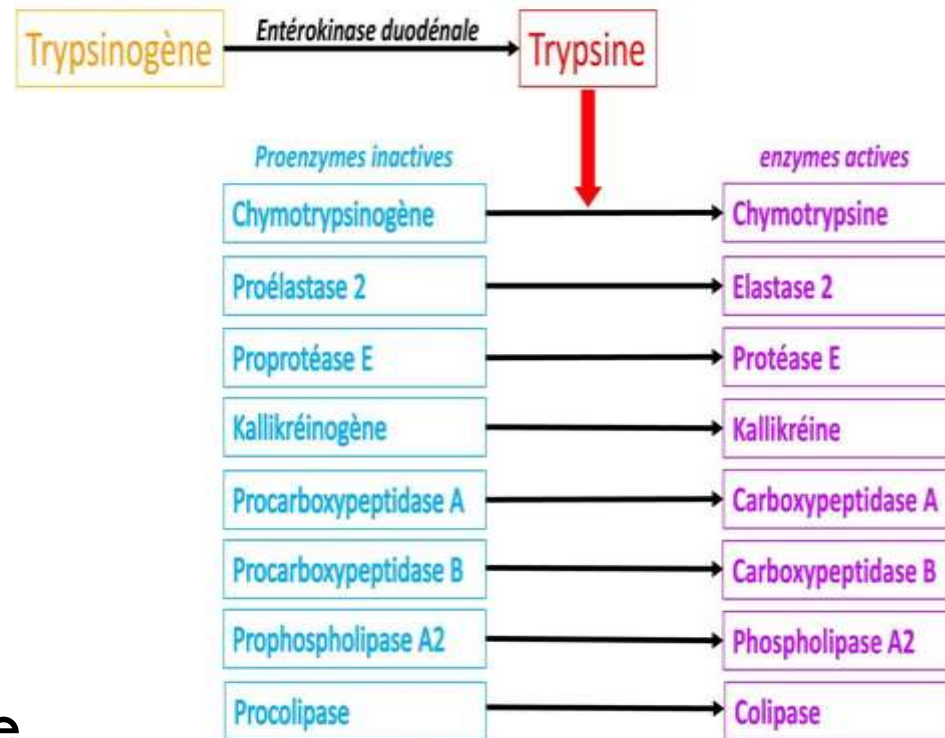 Entérokinase duodénale
Trypsinogène Trypsine
Proenzymes inactives enzymes actives
Chymotrypsinogène Chymotrypsine
Proélastase 2 Elastase 2
Proprotéase E Protéase E
Kallikréinogène Kallikréine
Procarboxypeptidase A Carboxypeptidase A
Procarboxypeptidase B Carboxypeptidase B
Prophospholipase A2 Phospholipase A2
Procolipase Colipase
e